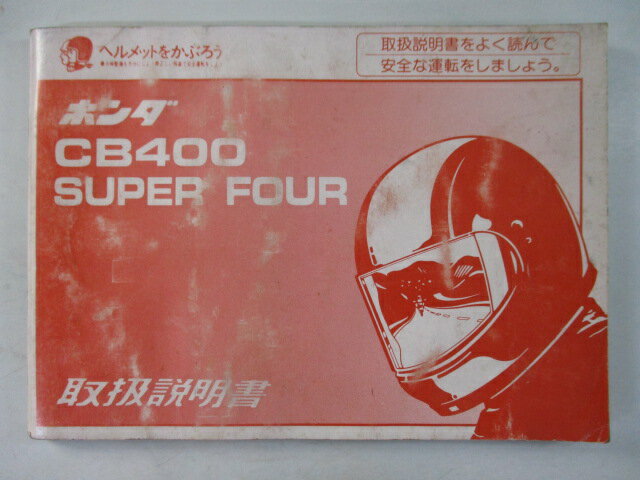 ヘルメットをかぶろう
取扱説明書をよく読んで
安全な運転をしましょう。
ホンダ
CB400
SUPER FOUR
取扱説明書